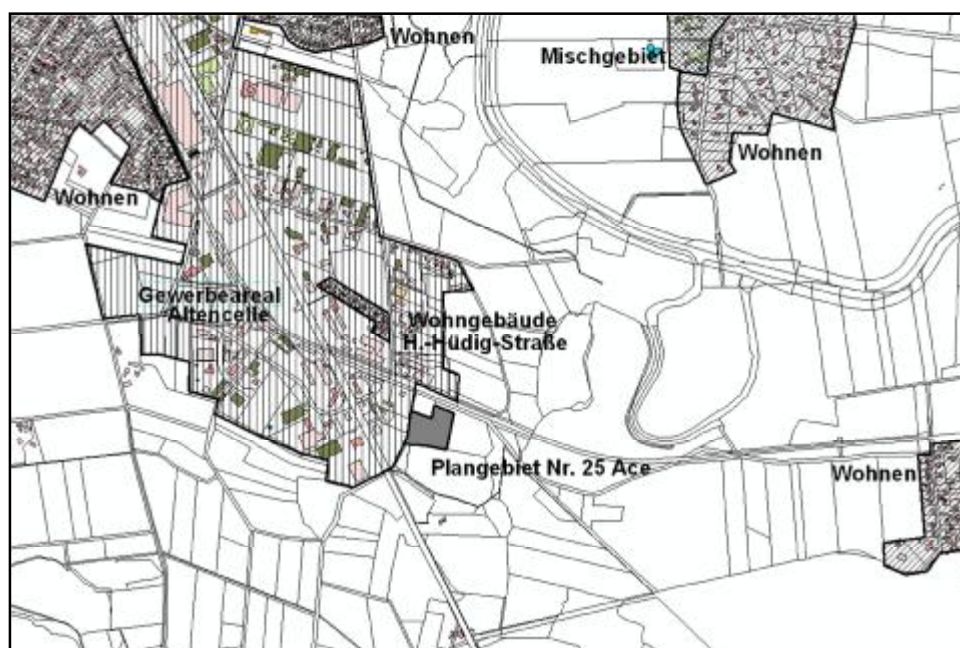 Wohnen
Mischgebiet
Wohnen
Wohnen
Gewerbeareal
Altencelle
Wohngebäude
H.-Hüdig-Straße
Plangebiet Nr. 25 Ace
Wohnen